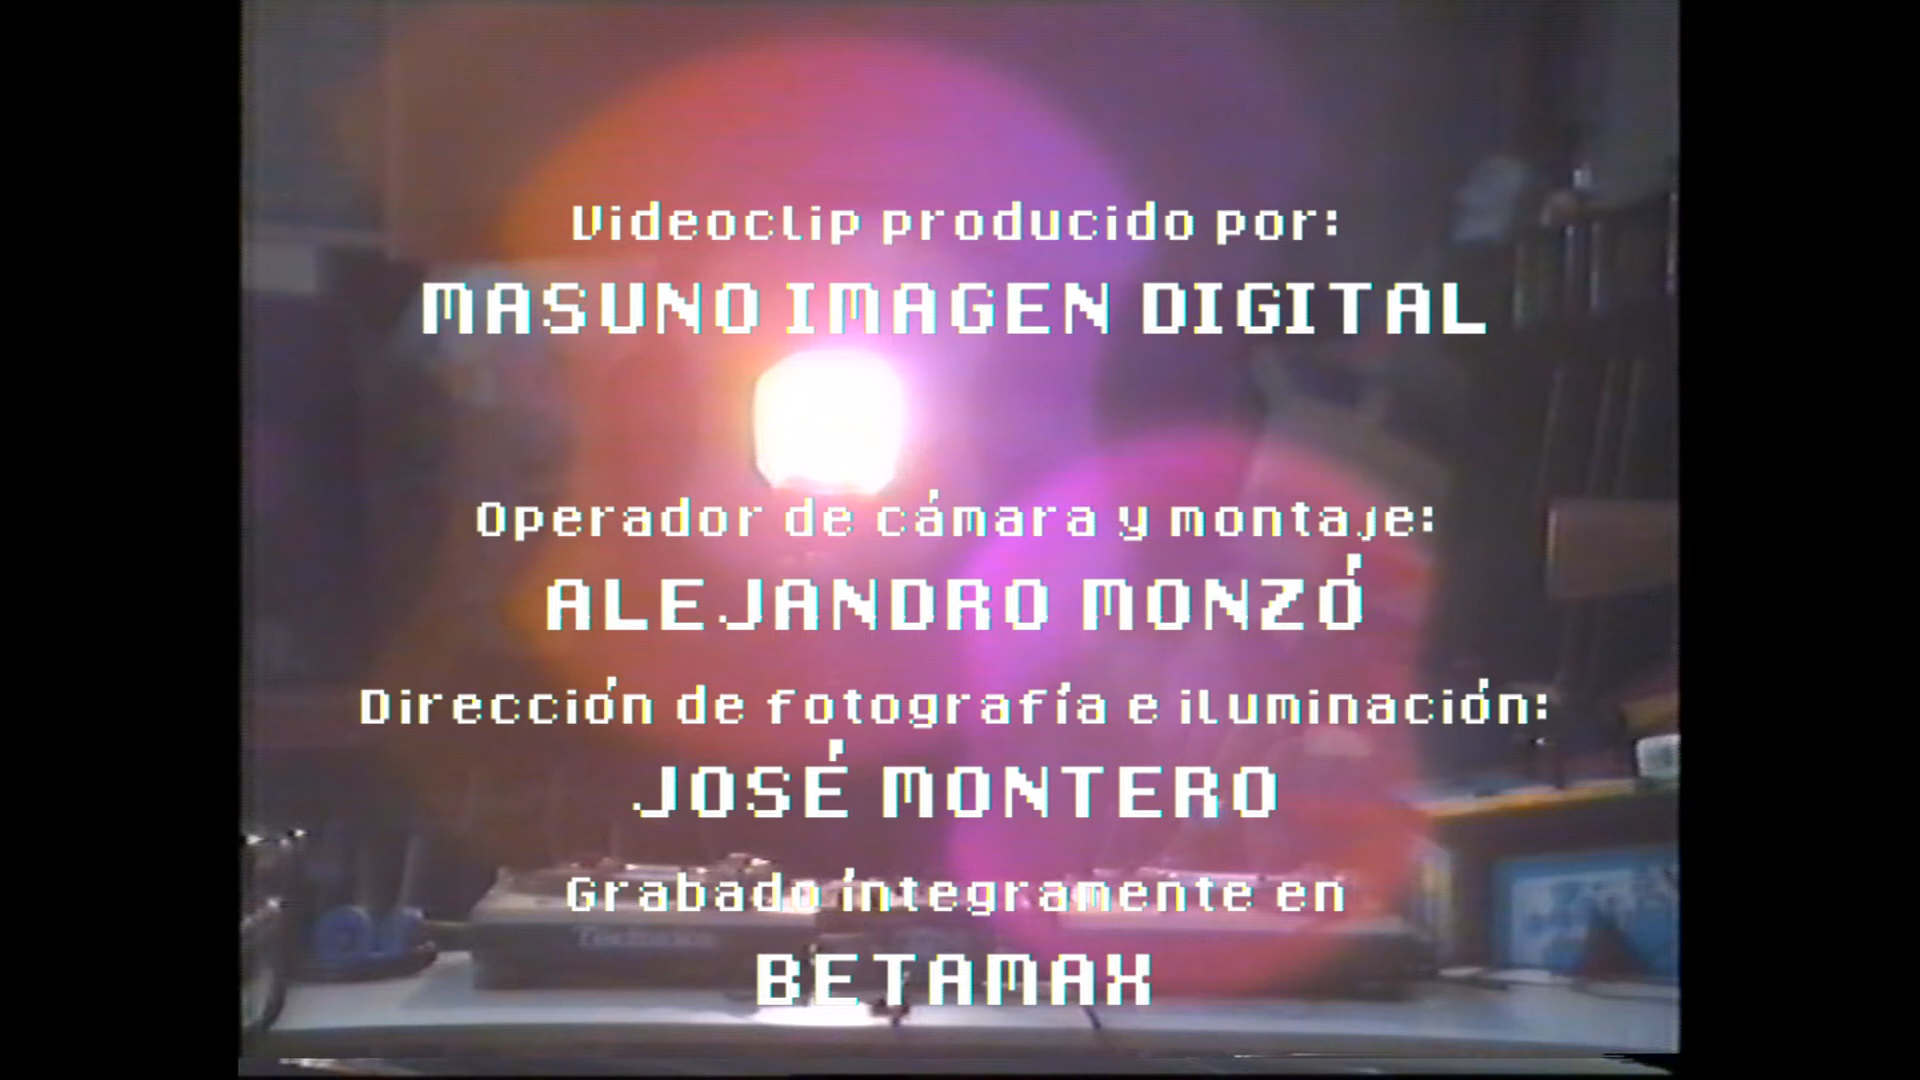 Videoclip producido por:
MASUNO IMAGEN DIGITAL
Operador de cámara y montaje:
ALEJANDRO MONZÓ
Dirección de fotografía e iluminación:
JOSÉ MONTERO
Grabado íntegramente en
Technics
BETAMAX